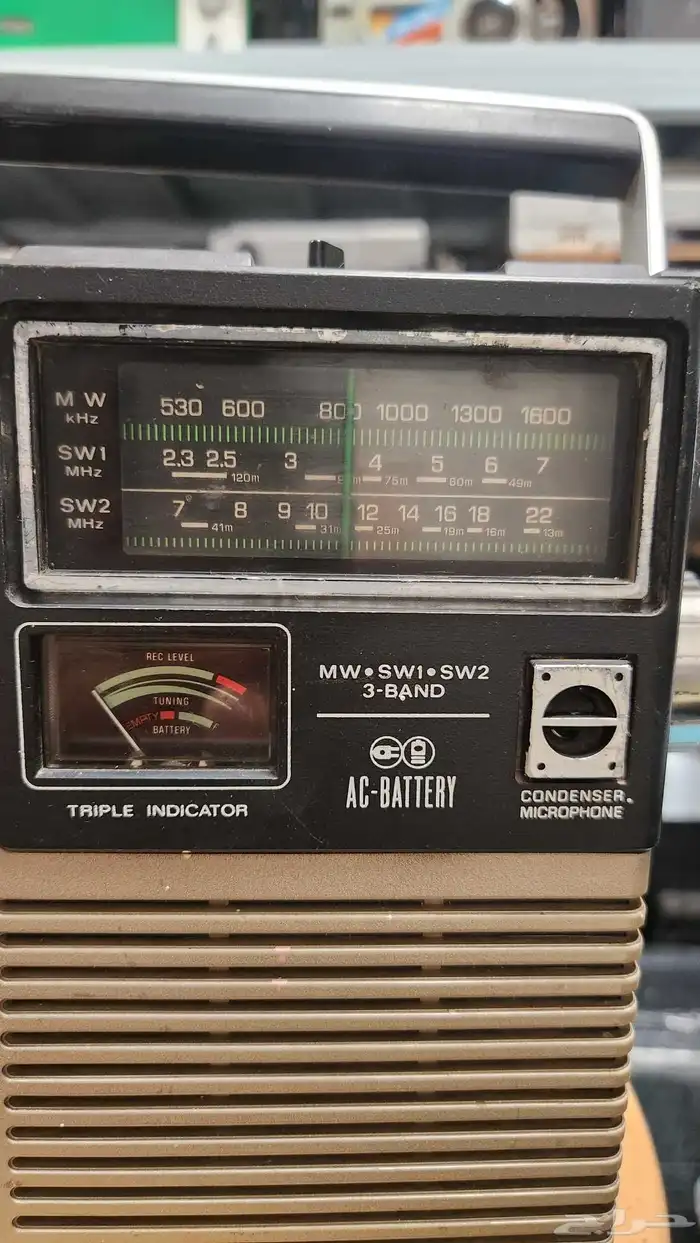 MW kHz 530 600 800 1000 1300 1600
SW1 MHz 2.3 2.5 3 4 5 6 7
120m 75m 60m 49m
SW2 MHz 7 8 9 10 12 14 16 18 22
41m 31m 25m 19m 16m 13m
REC LEVEL
TUNING
EMPTY F
BATTERY
TRIPLE INDICATOR
MW•SW1•SW2
3-BAND
AC-BATTERY
CONDENSER
MICROPHONE
حراج